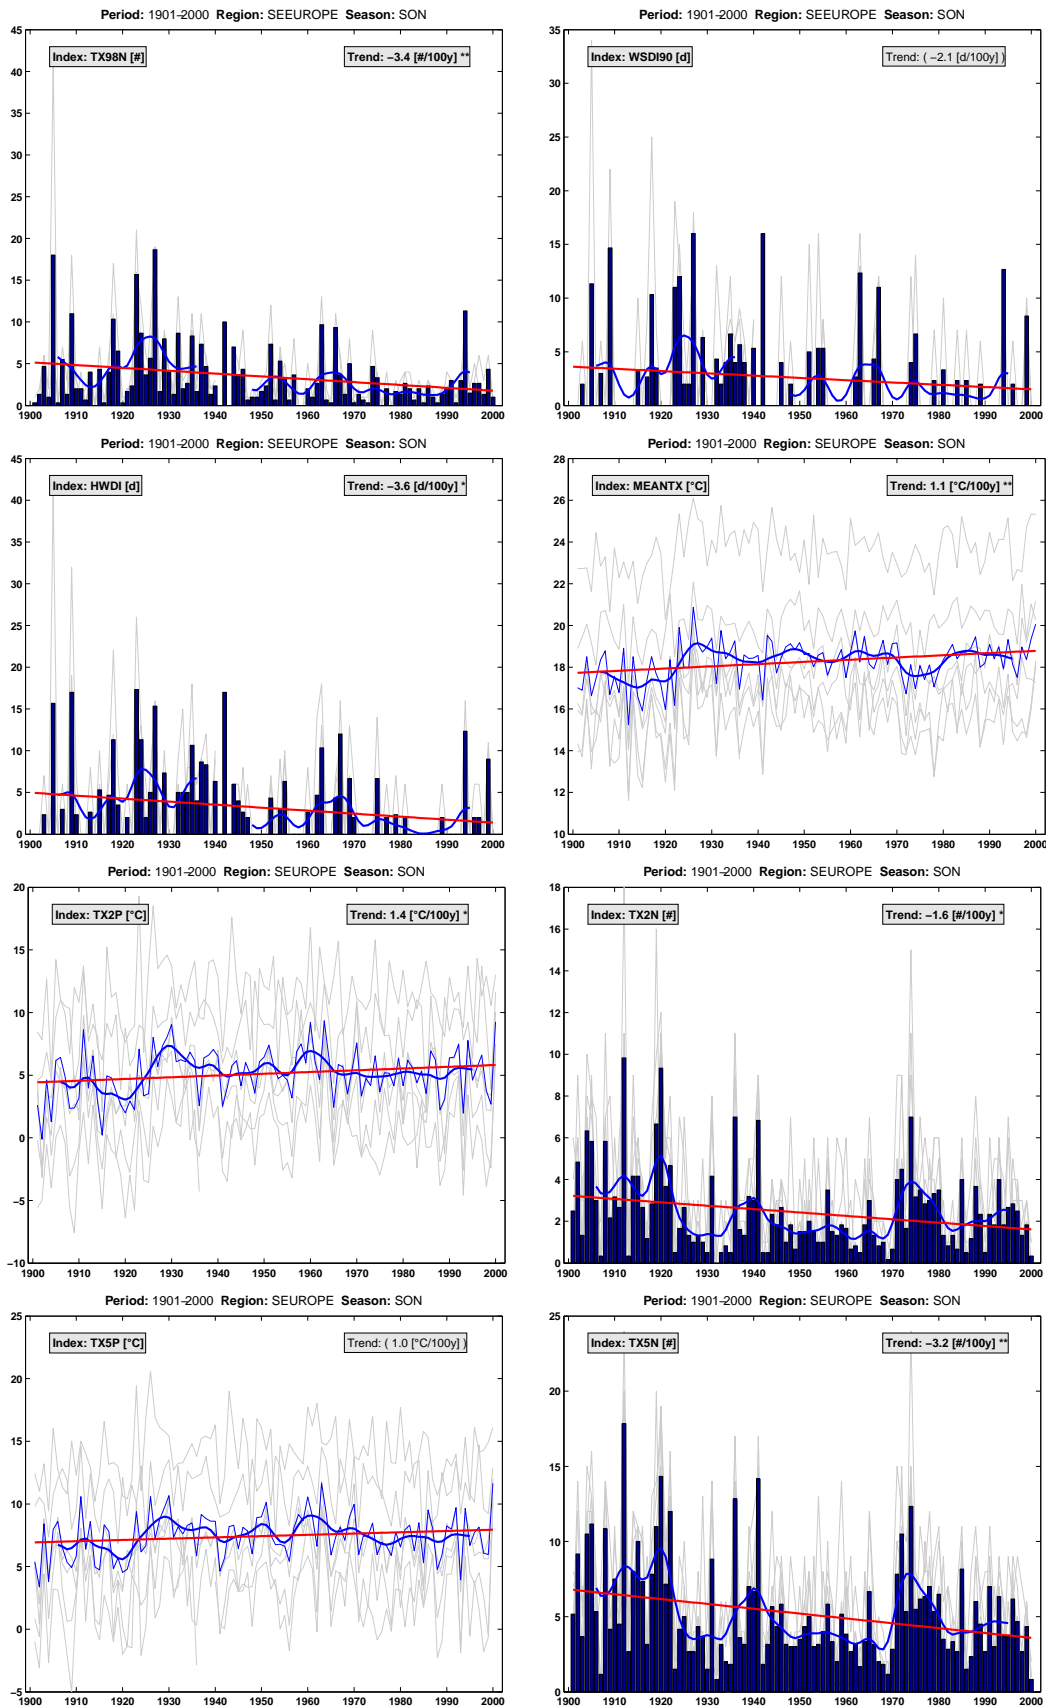 Period: 1901–2000 Region: SEEUROPE Season: SON
Index: TX98N [#]
Trend: −3.4 [#/100y] **
45
40
35
30
25
20
15
10
5
0
1900 1910 1920 1930 1940 1950 1960 1970 1980 1990 2000
Period: 1901–2000 Region: SEEUROPE Season: SON
Index: WSDI90 [d]
Trend: ( −2.1 [d/100y] )
35
30
25
20
15
10
5
0
1900 1910 1920 1930 1940 1950 1960 1970 1980 1990 2000
Period: 1901–2000 Region: SEEUROPE Season: SON
Index: HWDI [d]
Trend: −3.6 [d/100y] *
45
40
35
30
25
20
15
10
5
0
1900 1910 1920 1930 1940 1950 1960 1970 1980 1990 2000
Period: 1901–2000 Region: SEEUROPE Season: SON
Index: MEANTX [°C]
Trend: 1.1 [°C/100y] **
28
26
24
22
20
18
16
14
12
10
1900 1910 1920 1930 1940 1950 1960 1970 1980 1990 2000
Period: 1901–2000 Region: SEUROPE Season: SON
Index: TX2P [°C]
Trend: 1.4 [°C/100y] *
20
15
10
5
0
−5
−10
1900 1910 1920 1930 1940 1950 1960 1970 1980 1990 2000
Period: 1901–2000 Region: SEUROPE Season: SON
Index: TX2N [#]
Trend: −1.6 [#/100y] *
18
16
14
12
10
8
6
4
2
0
1900 1910 1920 1930 1940 1950 1960 1970 1980 1990 2000
Period: 1901–2000 Region: SEUROPE Season: SON
Index: TX5P [°C]
Trend: ( 1.0 [°C/100y] )
25
20
15
10
5
0
−5
1900 1910 1920 1930 1940 1950 1960 1970 1980 1990 2000
Period: 1901–2000 Region: SEUROPE Season: SON
Index: TX5N [#]
Trend: −3.2 [#/100y] **
25
20
15
10
5
0
1900 1910 1920 1930 1940 1950 1960 1970 1980 1990 2000